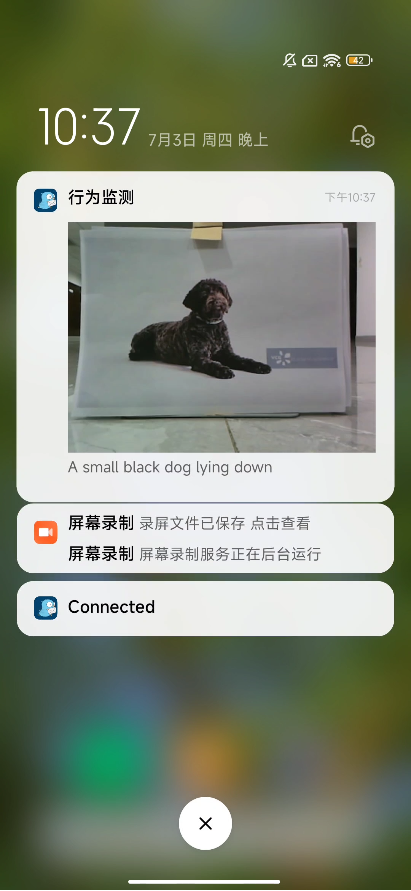 42
10:37 7月3日 周四 晚上
行为监测 下午10:37
A small black dog lying down
屏幕录制 录屏文件已保存 点击查看
屏幕录制 屏幕录制服务正在后台运行
Connected